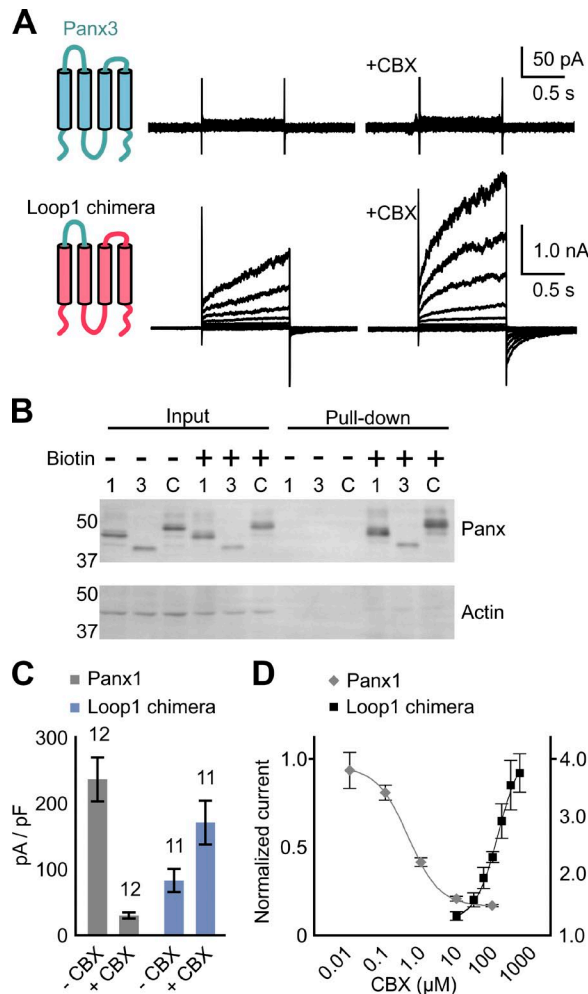 A
Panx3
+CBX
50 pA
0.5 s
Loop1 chimera
+CBX
1.0 nA
0.5 s
B
Input Pull-down
Biotin - - - + + + - - - + + +
1 3 C 1 3 C 1 3 C 1 3 C
50
37
Panx
50
37
Actin
C
Panx1
Loop1 chimera
300
200
100
0
pA / pF
12
12
11
11
- CBX
+ CBX
- CBX
+ CBX
D
Panx1
Loop1 chimera
Normalized current
1.0
0.5
0
4.0
3.0
2.0
1.0
0.01
0.1
1.0
10
100
1000
CBX (µM)